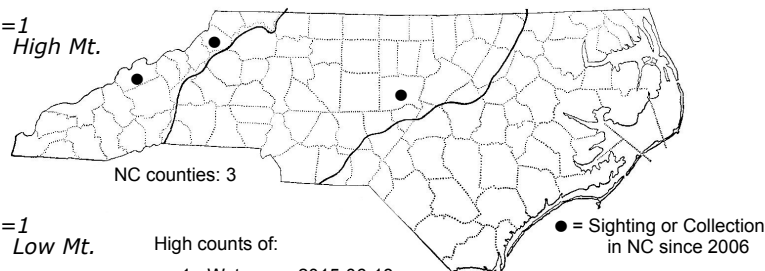 =1
High Mt.
NC counties: 3
=1
Low Mt.
High counts of:
● = Sighting or Collection
in NC since 2006